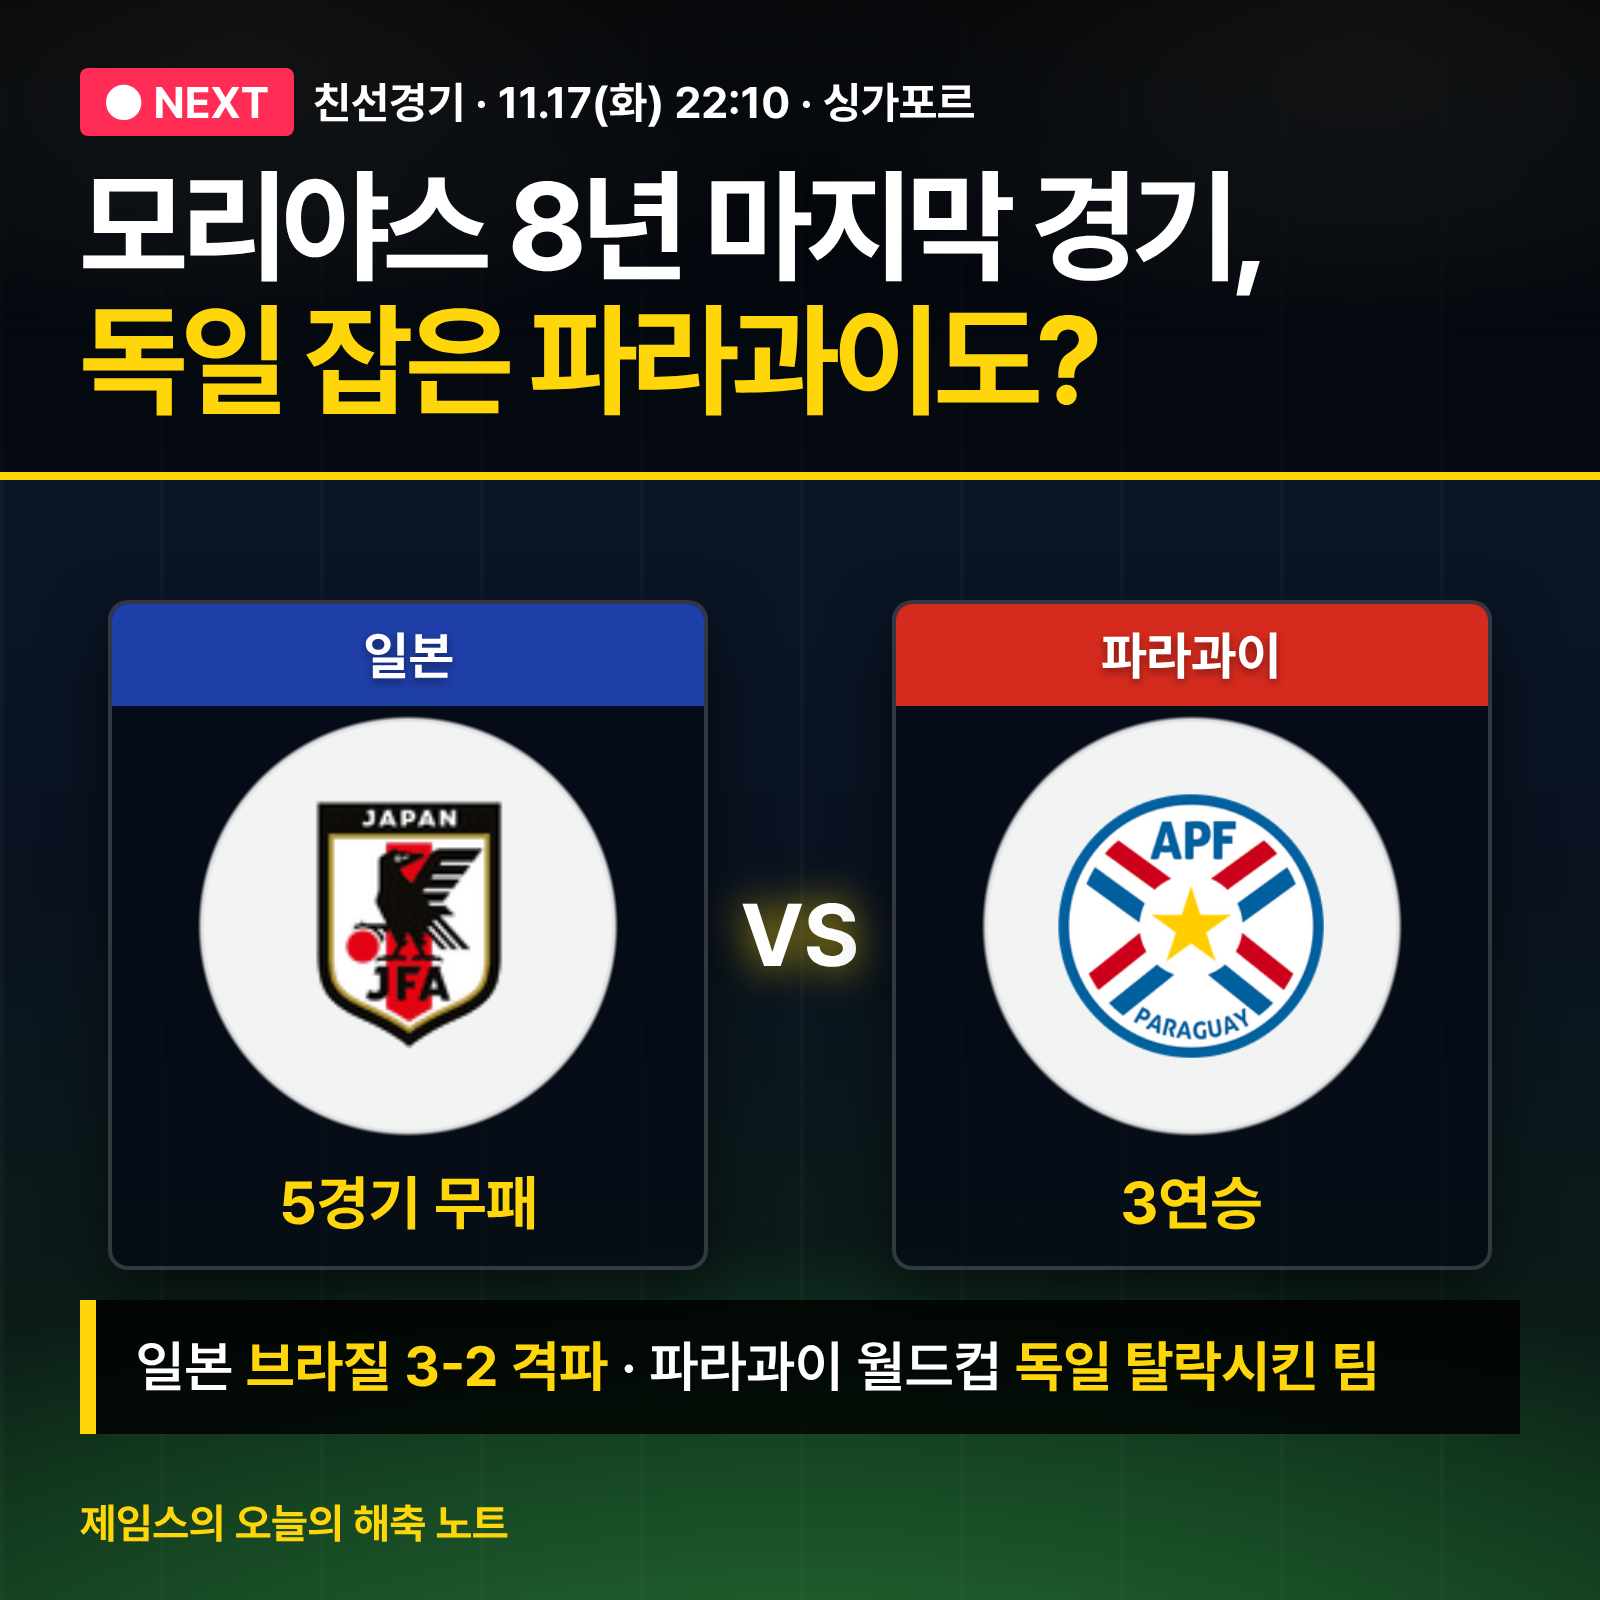 NEXT 친선경기 · 11.17(화) 22:10 · 싱가포르
모리야스 8년 마지막 경기,
독일 잡은 파라과이도?
일본
파라과이
JAPAN
JFA
VS
APF
PARAGUAY
5경기 무패
3연승
일본 브라질 3-2 격파 · 파라과이 월드컵 독일 탈락시킨 팀
제임스의 오늘의 해축 노트